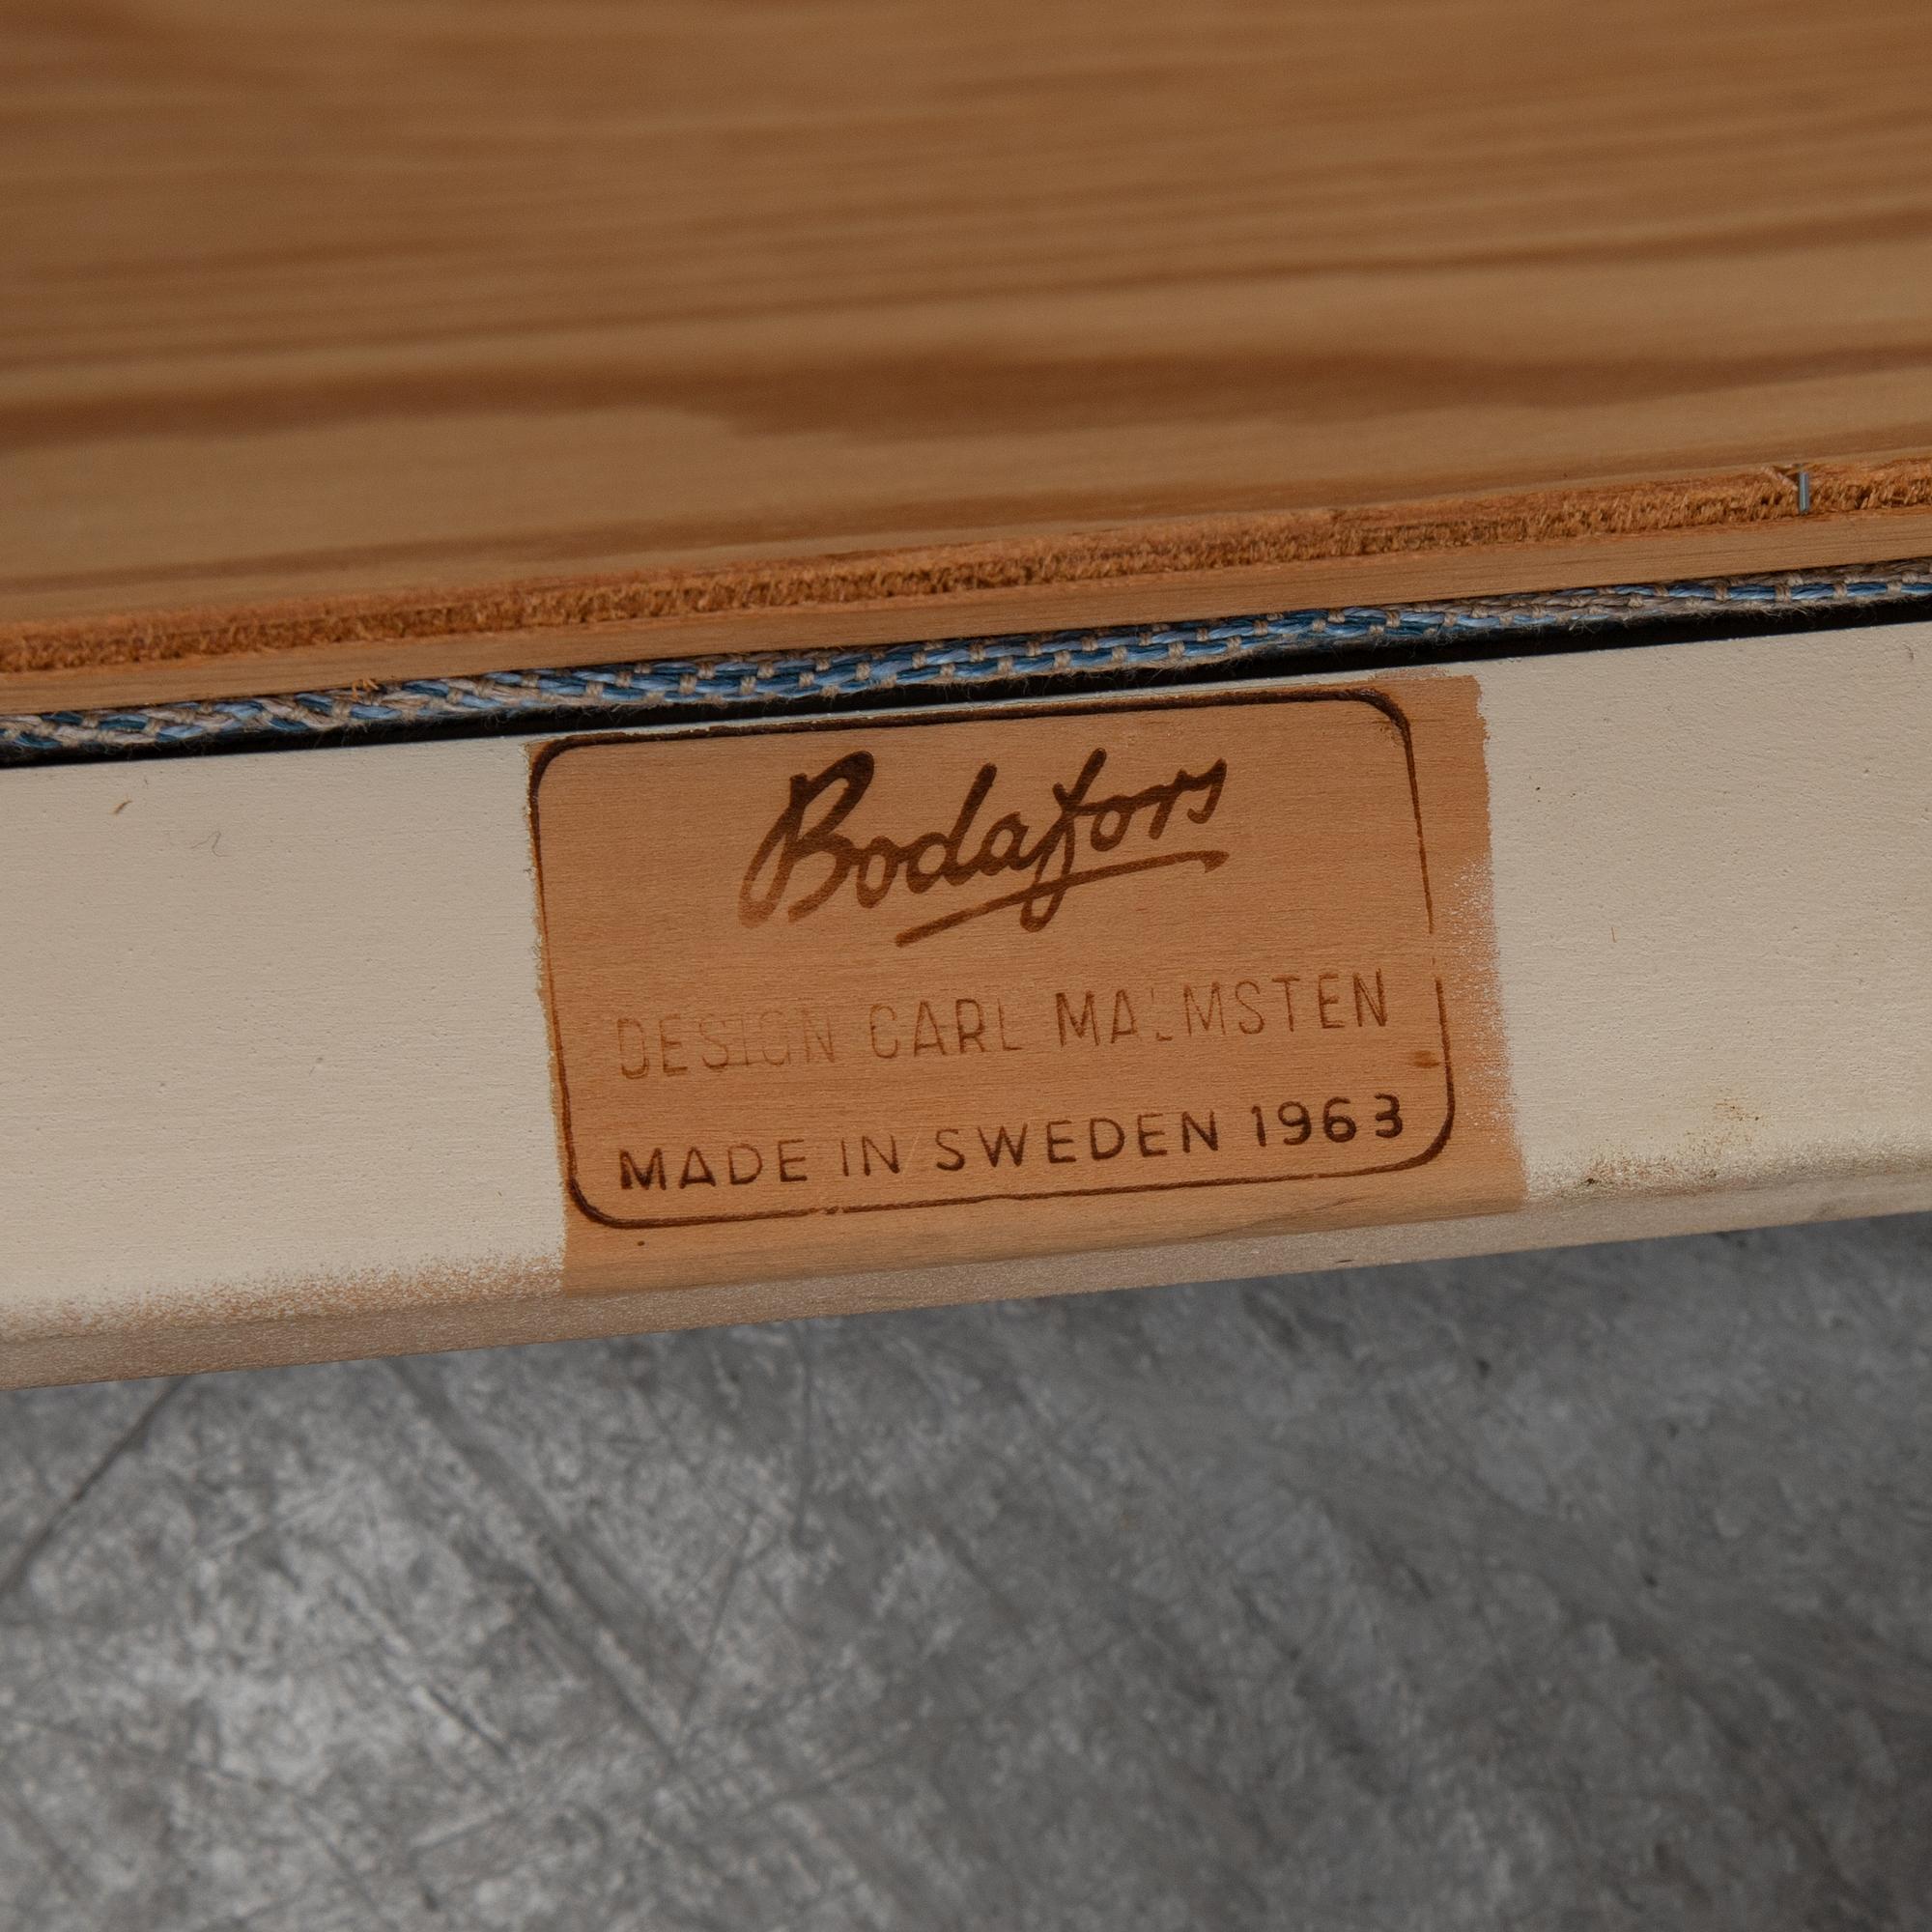 Bodafors
DESIGN CARL MALMSTEN
MADE IN SWEDEN 1963